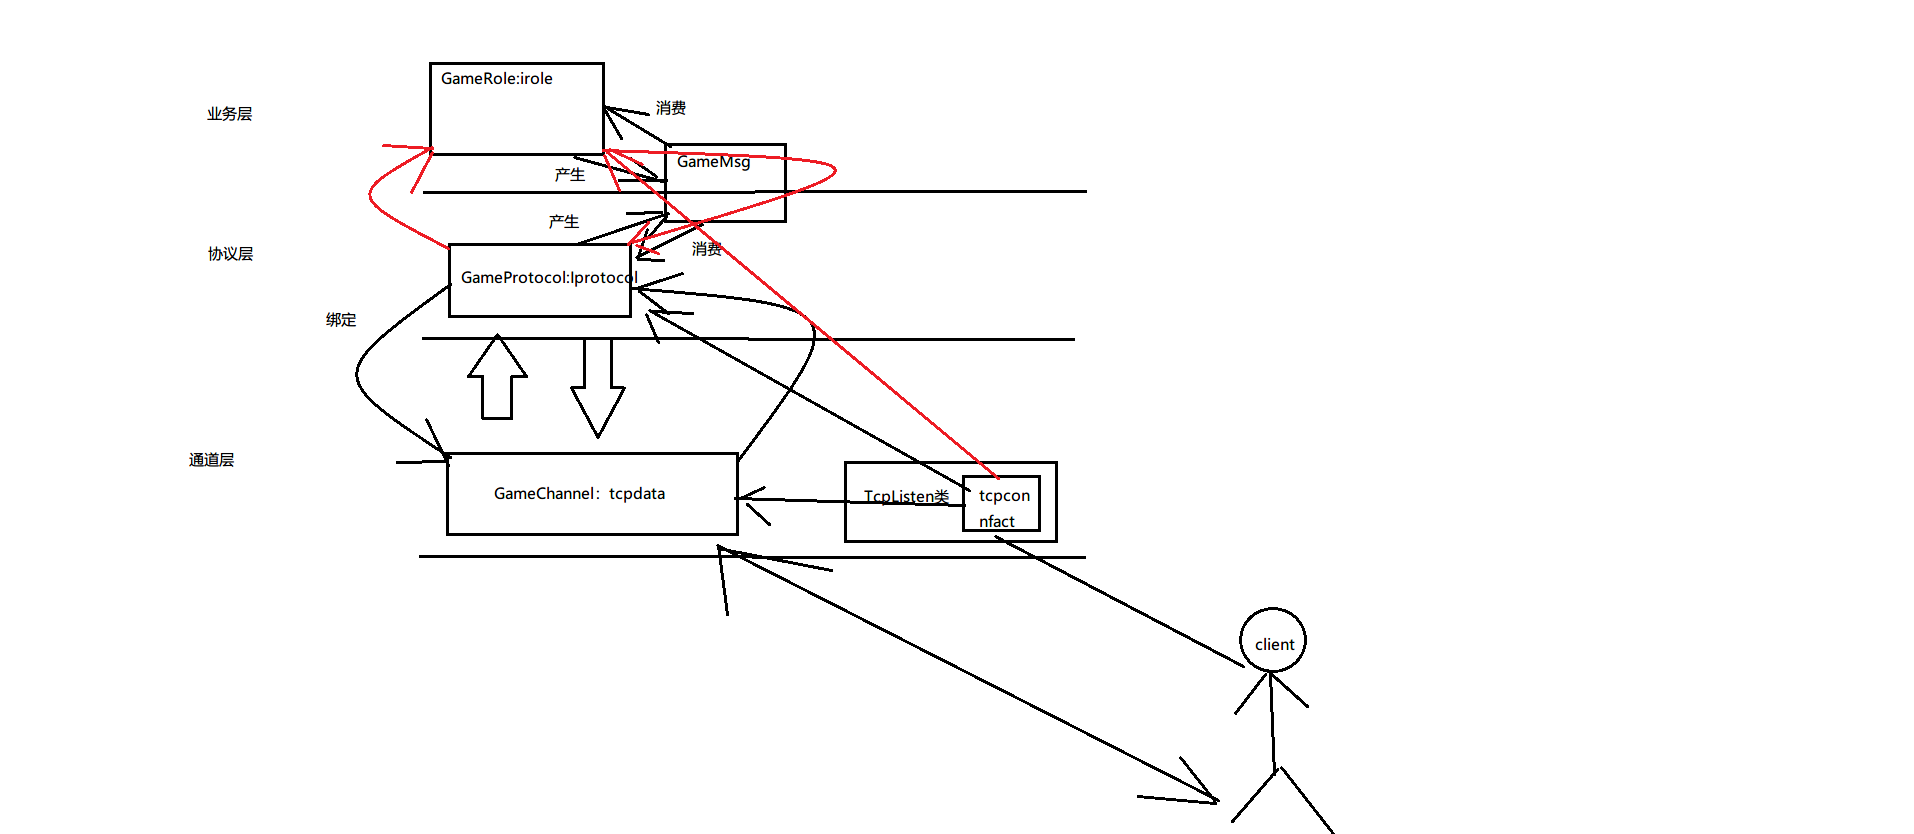 GameRole:irole
消费
业务层
GameMsg
产生
产生
消费
协议层
GameProtocol:Iprotocol
绑定
通道层
GameChannel：tcpdata
TcpListen类
tcpcon
nfact
client